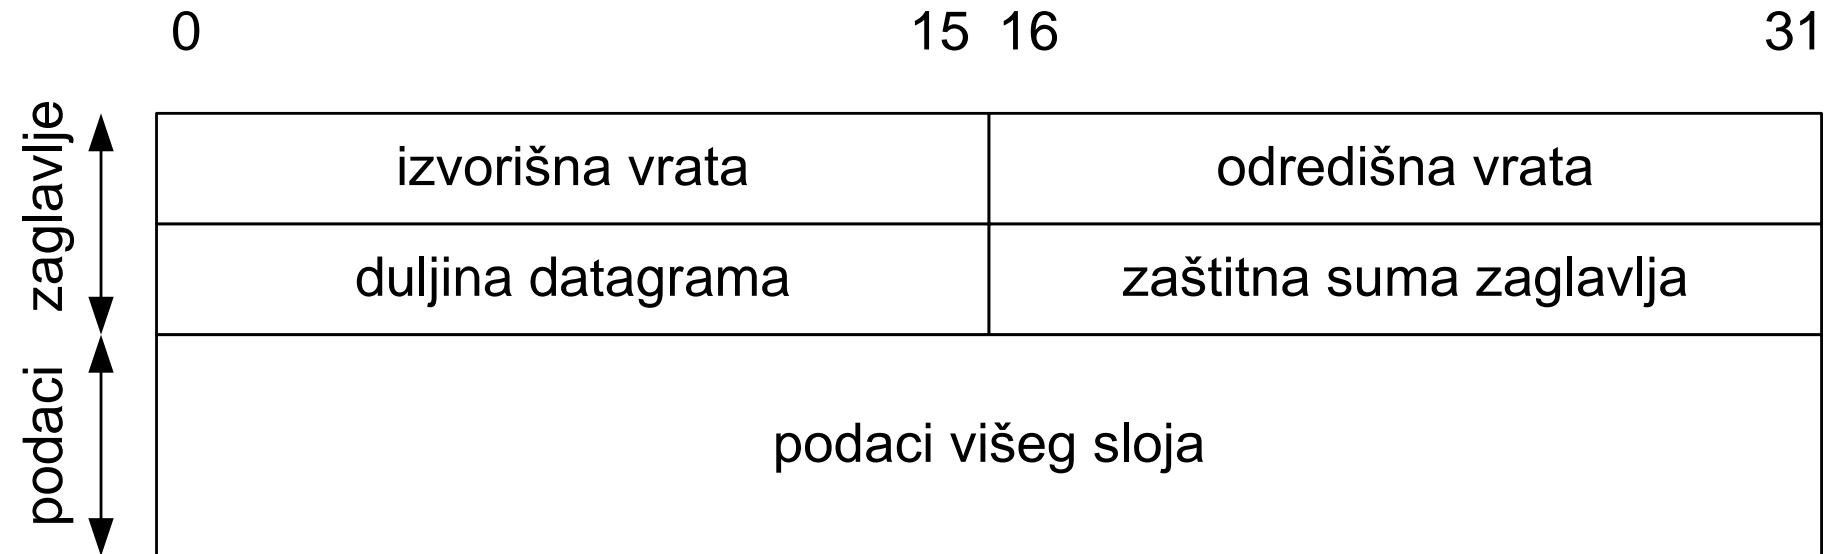 0 15 16 31
zaglavlje
izvorišna vrata odredišna vrata
duljina datagrama zaštitna suma zaglavlja
podaci
podaci višeg sloja